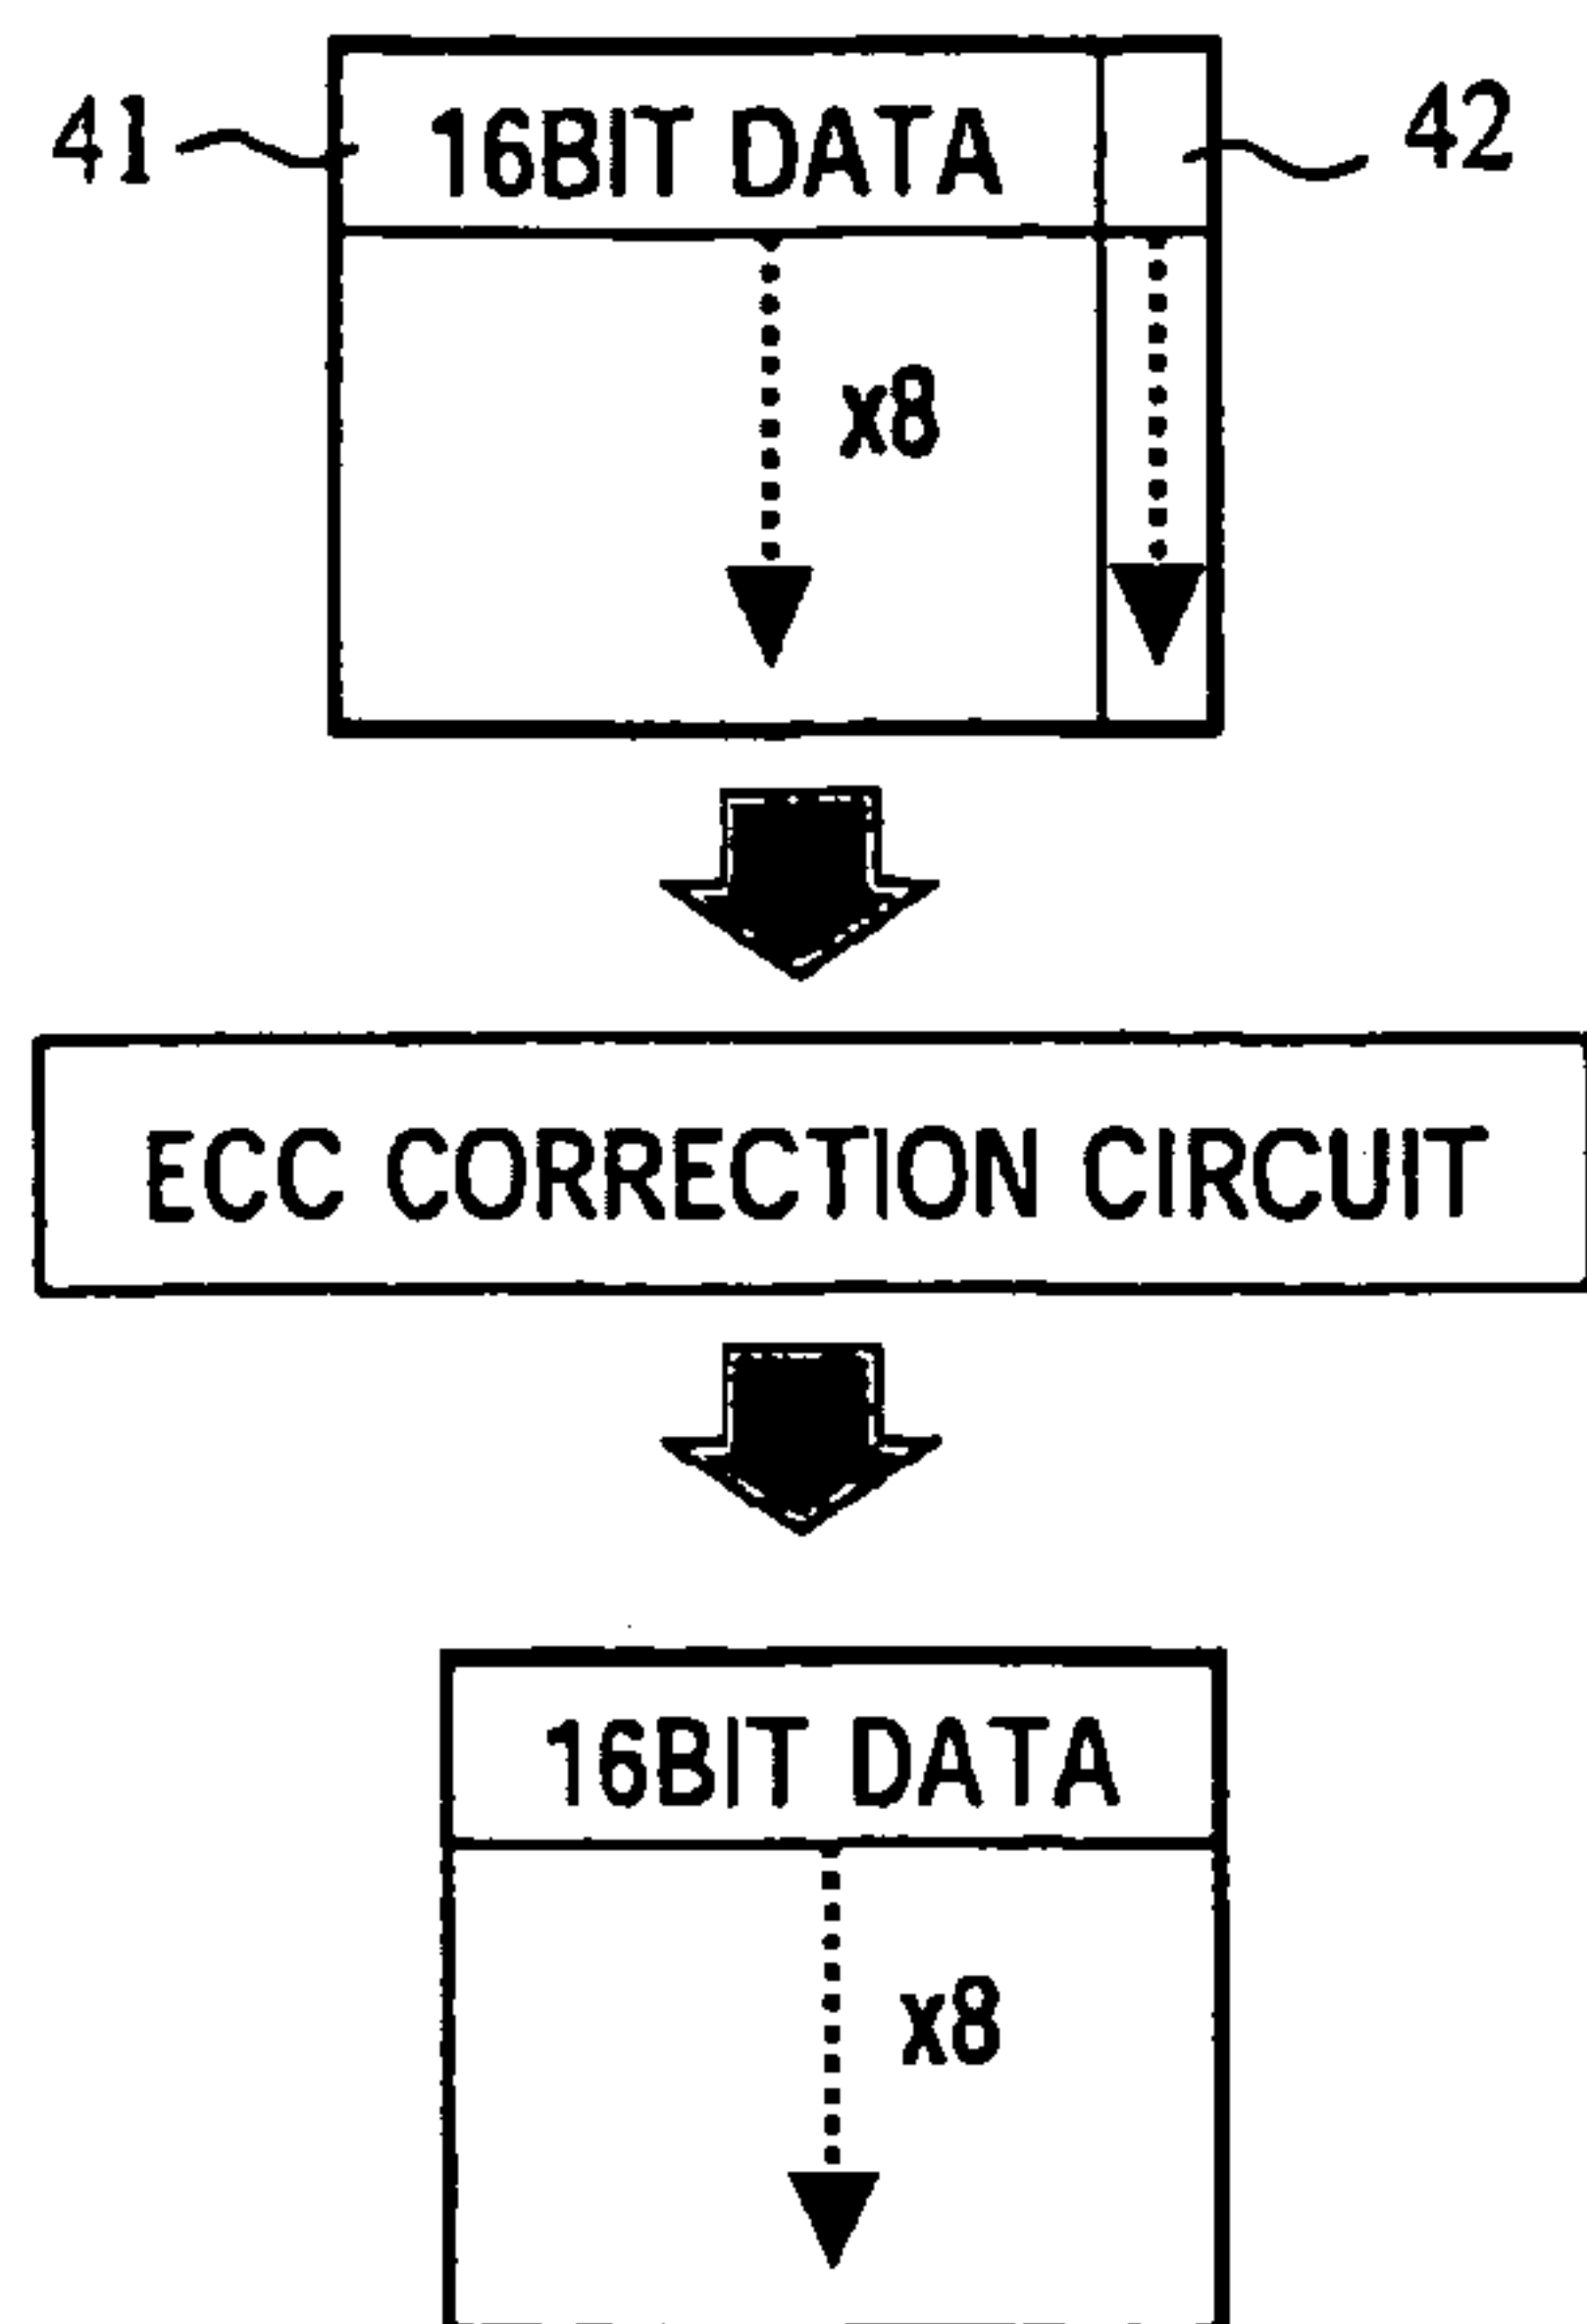 41 16BIT DATA 42
x8
ECC CORRECTION CIRCUIT
16BIT DATA
x8